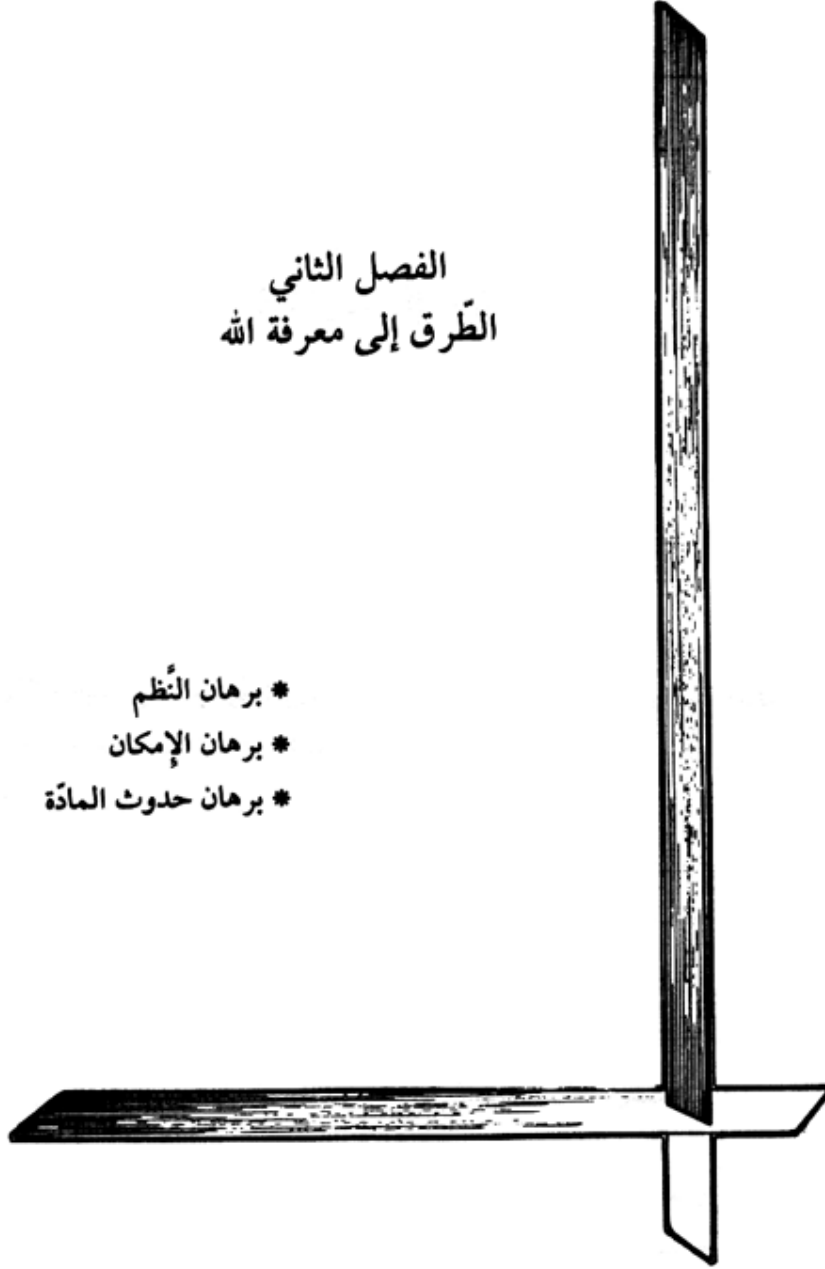 الفصل الثاني
الطّرق إلى معرفة الله
* برهان النَّظم
* برهان الإمكان
* برهان حدوث المادّة